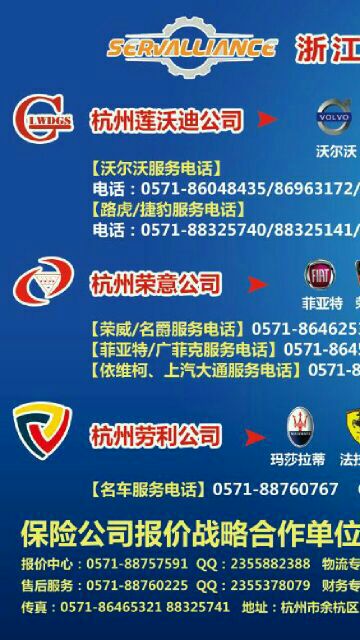 SERVALLIANCE 浙江
LWDGS 杭州莲沃迪公司
VOLVO
沃尔沃
【沃尔沃服务电话】
电话：0571-86048435/86963172/
【路虎/捷豹服务电话】
电话：0571-88325740/88325141/
杭州荣意公司
FIAT
菲亚特
【荣威/名爵服务电话】0571-8646253
【菲亚特/广菲克服务电话】0571-864
【依维柯、上汽大通服务电话】0571-8
杭州劳利公司
玛莎拉蒂 法拉
【名车服务电话】0571-88760767
保险公司报价战略合作单位
报价中心：0571-88757591 QQ：2355882388 物流专
售后服务：0571-88760225 QQ：2355378079 财务专
传真：0571-86465321 88325741 地址：杭州市余杭区